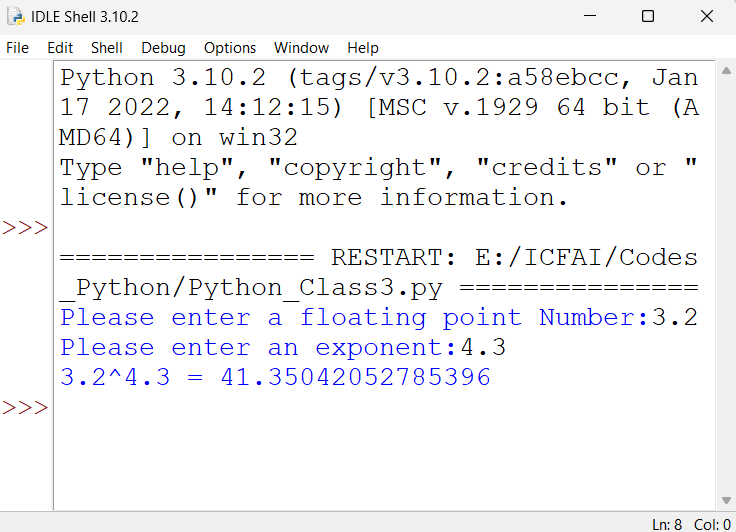 IDLE Shell 3.10.2
File Edit Shell Debug Options Window Help
Python 3.10.2 (tags/v3.10.2:a58ebcc, Jan
17 2022, 14:12:15) [MSC v.1929 64 bit (A
MD64)] on win32
Type "help", "copyright", "credits" or "
license()" for more information.
>>>
================ RESTART: E:/ICFAI/Codes
_Python/Python_Class3.py ===============
Please enter a floating point Number:3.2
Please enter an exponent:4.3
3.2^4.3 = 41.35042052785396
>>>
Ln: 8 Col: 0